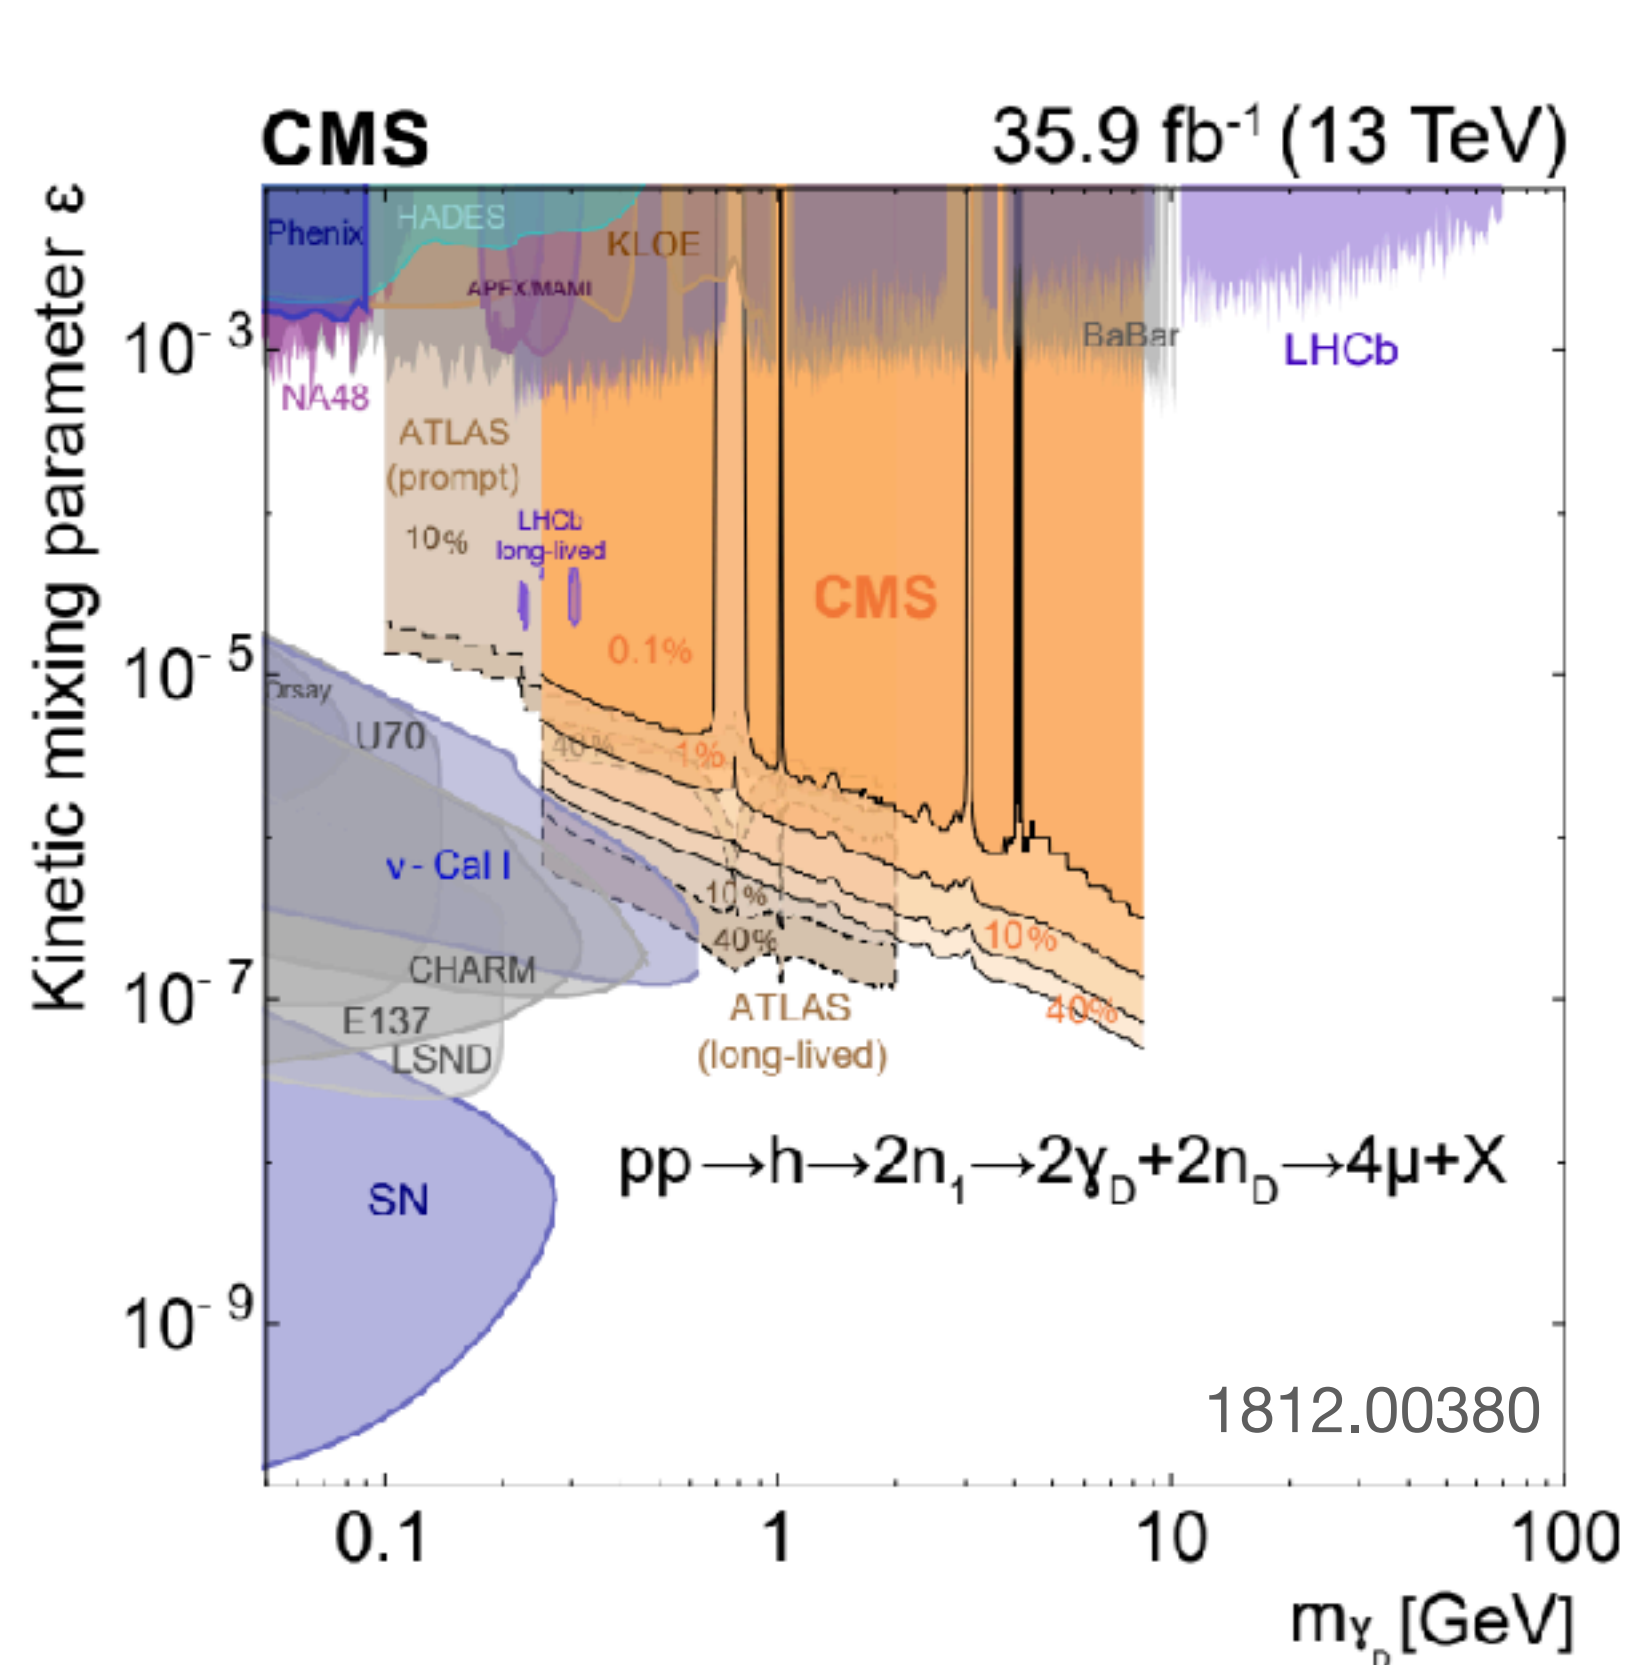 CMS
35.9 fb⁻¹ (13 TeV)
Kinetic mixing parameter ε
10⁻³
10⁻⁵
10⁻⁷
10⁻⁹
Phenix
HADES
KLOE
APEX/MAMI
BaBar
LHCb
NA48
ATLAS
(prompt)
10%
LHCb
long-lived
CMS
0.1%
Orsay
U70
40%
1%
ν - Cal I
10%
40%
10%
CHARM
40%
E137
ATLAS
LSND
(long-lived)
pp→h→2n₁→2γ_D+2n_D→4μ+X
SN
1812.00380
0.1
1
10
100
m_γ_D [GeV]